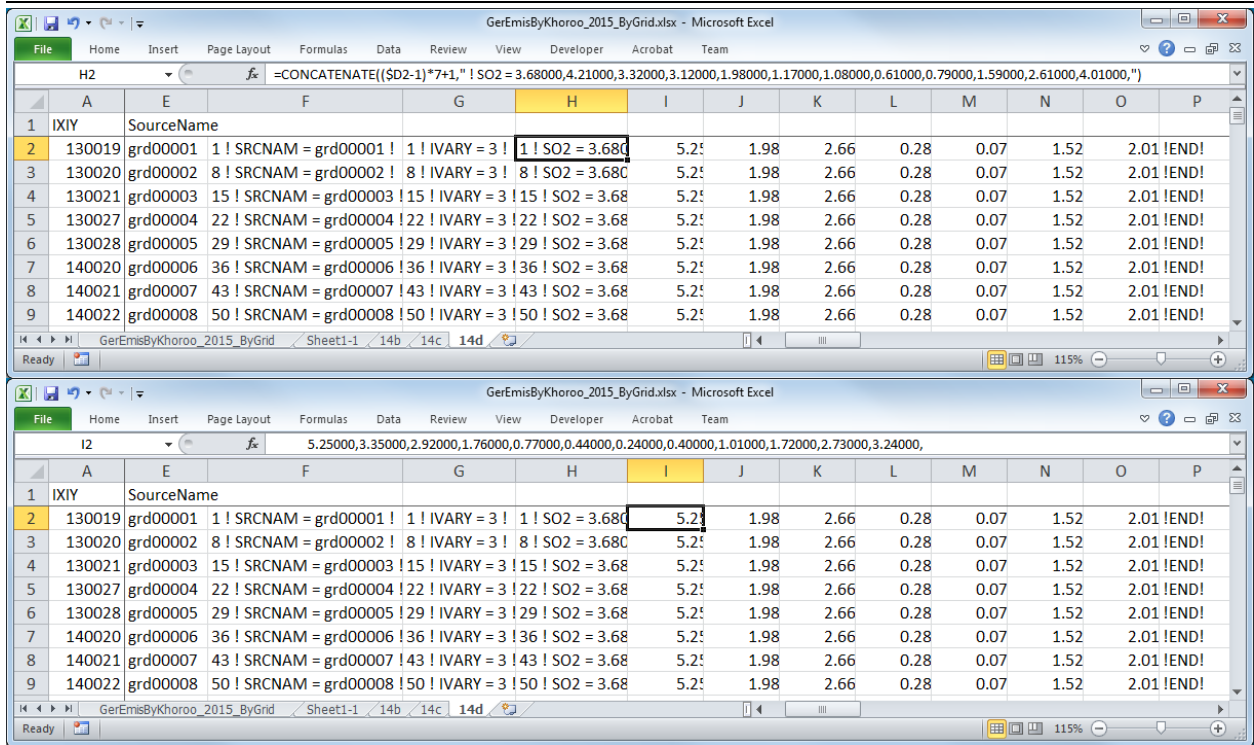 GerEmisByKhoroo_2015_ByGrid.xlsx - Microsoft Excel
File Home Insert Page Layout Formulas Data Review View Developer Acrobat Team
H2 fx =CONCATENATE(($D2-1)*7+1," ! SO2 = 3.68000,4.21000,3.32000,3.12000,1.98000,1.17000,1.08000,0.61000,0.79000,1.59000,2.61000,4.01000,")
A E F G H I J K L M N O P
1 IXIY SourceName
2 130019 grd00001 1 ! SRCNAM = grd00001 ! 1 ! IVARY = 3 ! 1 ! SO2 = 3.680 5.25 1.98 2.66 0.28 0.07 1.52 2.01 !END!
3 130020 grd00002 8 ! SRCNAM = grd00002 ! 8 ! IVARY = 3 ! 8 ! SO2 = 3.680 5.25 1.98 2.66 0.28 0.07 1.52 2.01 !END!
4 130021 grd00003 15 ! SRCNAM = grd00003 ! 15 ! IVARY = 3 ! 15 ! SO2 = 3.68 5.25 1.98 2.66 0.28 0.07 1.52 2.01 !END!
5 130027 grd00004 22 ! SRCNAM = grd00004 ! 22 ! IVARY = 3 ! 22 ! SO2 = 3.68 5.25 1.98 2.66 0.28 0.07 1.52 2.01 !END!
6 130028 grd00005 29 ! SRCNAM = grd00005 ! 29 ! IVARY = 3 ! 29 ! SO2 = 3.68 5.25 1.98 2.66 0.28 0.07 1.52 2.01 !END!
7 140020 grd00006 36 ! SRCNAM = grd00006 ! 36 ! IVARY = 3 ! 36 ! SO2 = 3.68 5.25 1.98 2.66 0.28 0.07 1.52 2.01 !END!
8 140021 grd00007 43 ! SRCNAM = grd00007 ! 43 ! IVARY = 3 ! 43 ! SO2 = 3.68 5.25 1.98 2.66 0.28 0.07 1.52 2.01 !END!
9 140022 grd00008 50 ! SRCNAM = grd00008 ! 50 ! IVARY = 3 ! 50 ! SO2 = 3.68 5.25 1.98 2.66 0.28 0.07 1.52 2.01 !END!
GerEmisByKhoroo_2015_ByGrid Sheet1-1 14b 14c 14d
Ready 115%
GerEmisByKhoroo_2015_ByGrid.xlsx - Microsoft Excel
File Home Insert Page Layout Formulas Data Review View Developer Acrobat Team
I2 fx 5.25000,3.35000,2.92000,1.76000,0.77000,0.44000,0.24000,0.40000,1.01000,1.72000,2.73000,3.24000,
A E F G H I J K L M N O P
1 IXIY SourceName
2 130019 grd00001 1 ! SRCNAM = grd00001 ! 1 ! IVARY = 3 ! 1 ! SO2 = 3.680 5.25 1.98 2.66 0.28 0.07 1.52 2.01 !END!
3 130020 grd00002 8 ! SRCNAM = grd00002 ! 8 ! IVARY = 3 ! 8 ! SO2 = 3.680 5.25 1.98 2.66 0.28 0.07 1.52 2.01 !END!
4 130021 grd00003 15 ! SRCNAM = grd00003 ! 15 ! IVARY = 3 ! 15 ! SO2 = 3.68 5.25 1.98 2.66 0.28 0.07 1.52 2.01 !END!
5 130027 grd00004 22 ! SRCNAM = grd00004 ! 22 ! IVARY = 3 ! 22 ! SO2 = 3.68 5.25 1.98 2.66 0.28 0.07 1.52 2.01 !END!
6 130028 grd00005 29 ! SRCNAM = grd00005 ! 29 ! IVARY = 3 ! 29 ! SO2 = 3.68 5.25 1.98 2.66 0.28 0.07 1.52 2.01 !END!
7 140020 grd00006 36 ! SRCNAM = grd00006 ! 36 ! IVARY = 3 ! 36 ! SO2 = 3.68 5.25 1.98 2.66 0.28 0.07 1.52 2.01 !END!
8 140021 grd00007 43 ! SRCNAM = grd00007 ! 43 ! IVARY = 3 ! 43 ! SO2 = 3.68 5.25 1.98 2.66 0.28 0.07 1.52 2.01 !END!
9 140022 grd00008 50 ! SRCNAM = grd00008 ! 50 ! IVARY = 3 ! 50 ! SO2 = 3.68 5.25 1.98 2.66 0.28 0.07 1.52 2.01 !END!
GerEmisByKhoroo_2015_ByGrid Sheet1-1 14b 14c 14d
Ready 115%